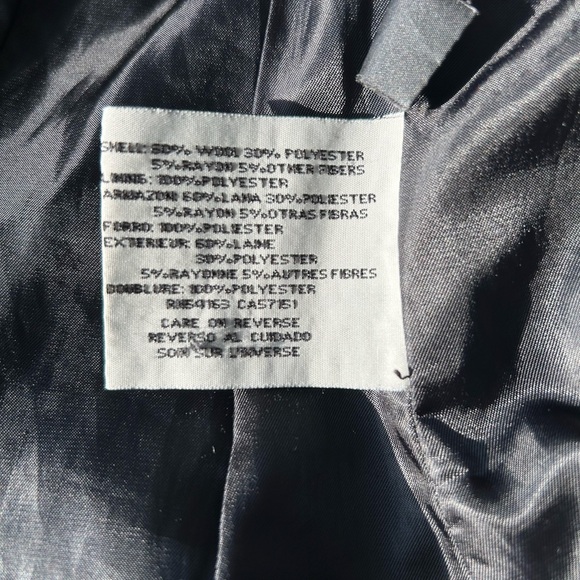 SHELL: 60% WOOL 30% POLYESTER
5%RAYON 5%OTHER FIBERS
LINING: 100%POLYESTER
ARMAZON: 60%LANA 30%POLIESTER
5%RAYON 5%OTRAS FIBRAS
FORRO: 100%POLIESTER
EXTERIEUR: 60%LAINE
30%POLYESTER
5%RAYONNE 5%AUTRES FIBRES
DOUBLURE: 100%POLYESTER
RN54163 CA57151
CARE ON REVERSE
REVERSO AL CUIDADO
SOIN SUR L'INVERSE